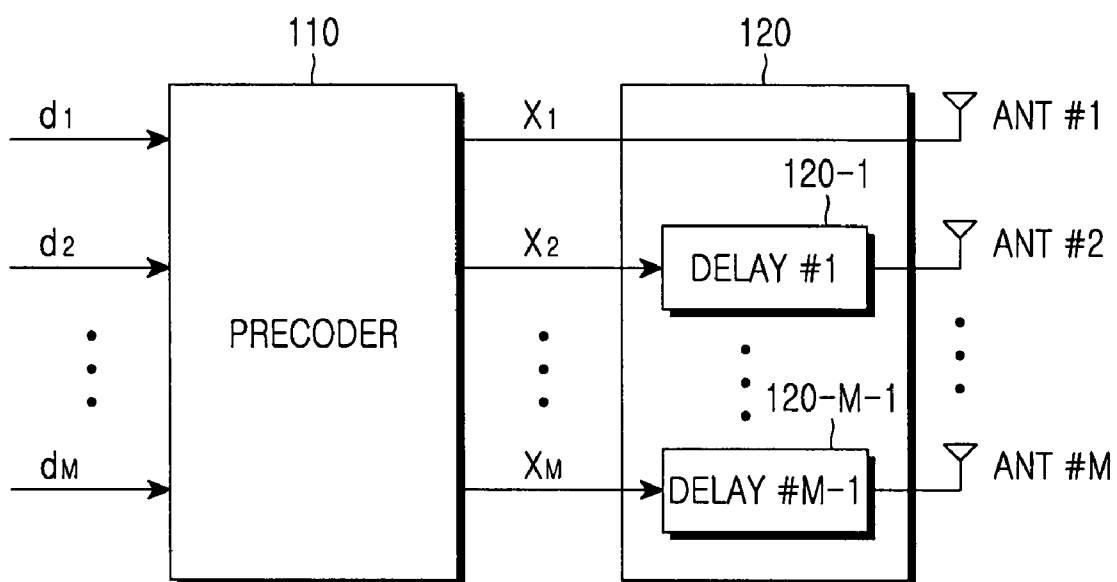 110
120
d1
X1
ANT #1
120-1
d2
X2
DELAY #1
ANT #2
PRECODER
120-M-1
dM
XM
DELAY #M-1
ANT #M